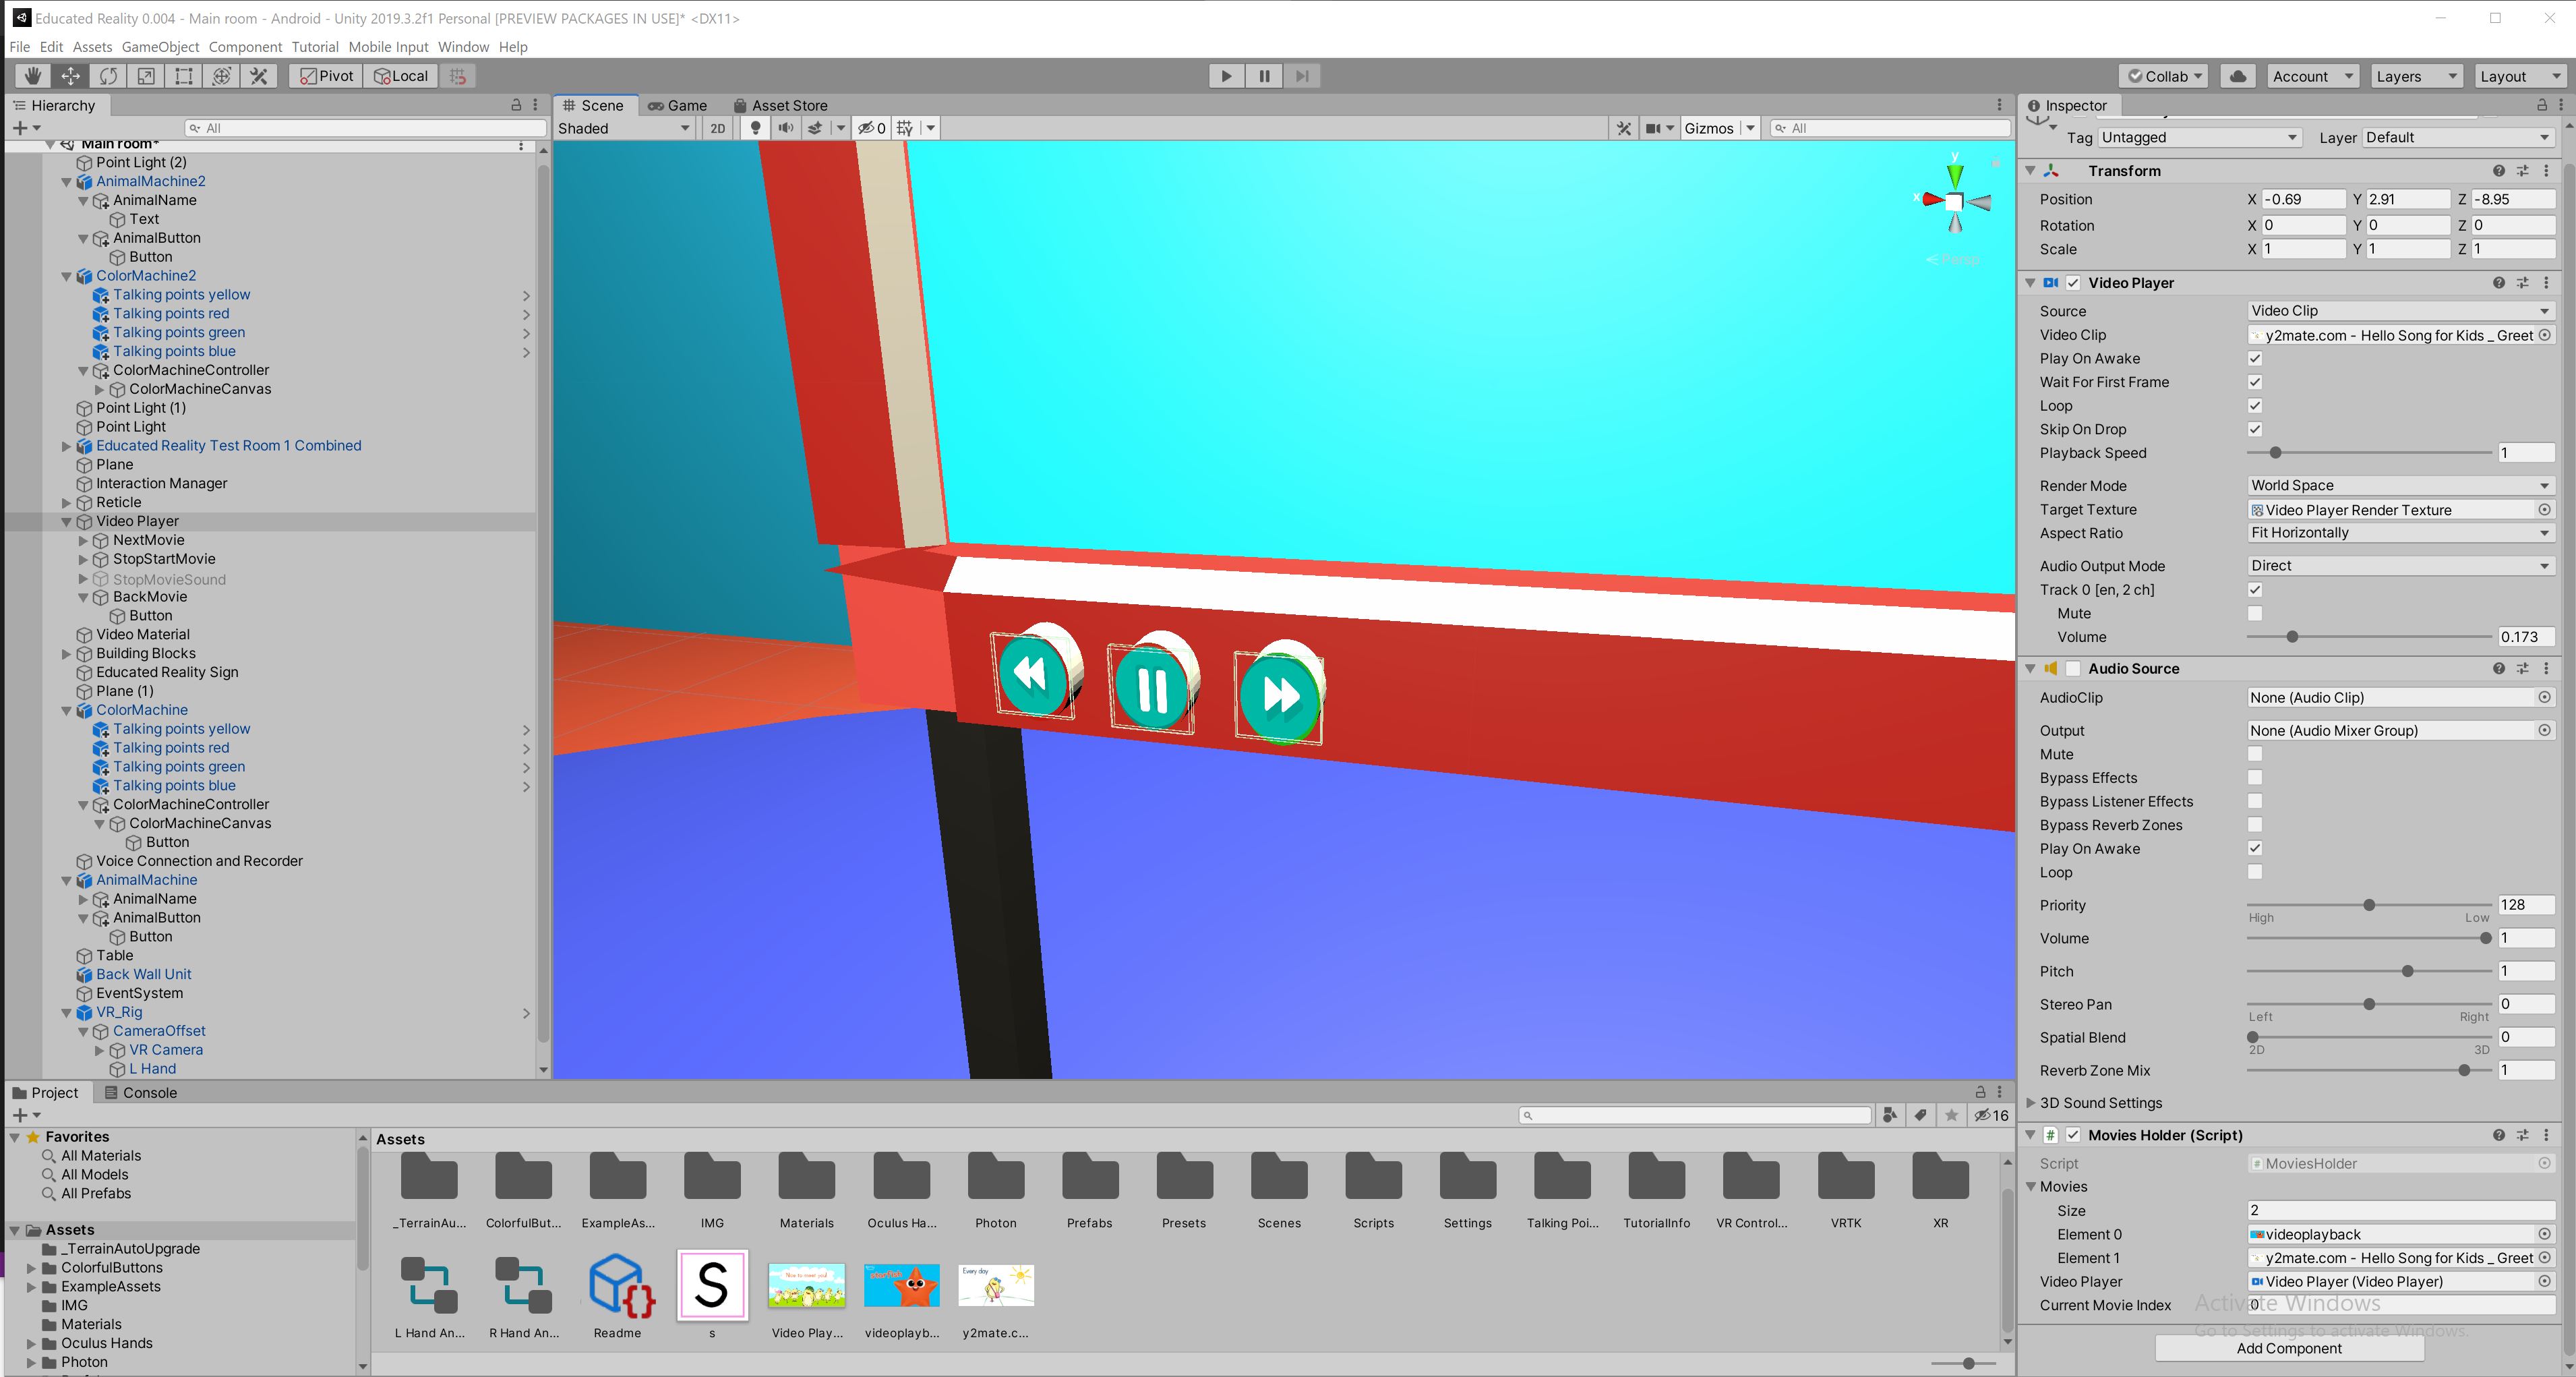 Educated Reality 0.004 - Main room - Android - Unity 2019.3.2f1 Personal [PREVIEW PACKAGES IN USE]* <DX11>
File Edit Assets GameObject Component Tutorial Mobile Input Window Help
Pivot Local Collab Account Layers Layout
Hierarchy
All
Main room*
Point Light (2)
AnimalMachine2
AnimalName
Text
AnimalButton
Button
ColorMachine2
Talking points yellow
Talking points red
Talking points green
Talking points blue
ColorMachineController
ColorMachineCanvas
Point Light (1)
Point Light
Educated Reality Test Room 1 Combined
Plane
Interaction Manager
Reticle
Video Player
NextMovie
StopStartMovie
StopMovieSound
BackMovie
Button
Video Material
Building Blocks
Educated Reality Sign
Plane (1)
ColorMachine
Talking points yellow
Talking points red
Talking points green
Talking points blue
ColorMachineController
ColorMachineCanvas
Button
Voice Connection and Recorder
AnimalMachine
AnimalName
AnimalButton
Button
Table
Back Wall Unit
EventSystem
VR_Rig
CameraOffset
VR Camera
L Hand
Scene Game Asset Store
Shaded 2D 0 Gizmos All
y
x
Persp
Inspector
Tag Untagged Layer Default
Transform
Position X -0.69 Y 2.91 Z -8.95
Rotation X 0 Y 0 Z 0
Scale X 1 Y 1 Z 1
Video Player
Source Video Clip
Video Clip y2mate.com - Hello Song for Kids _ Greet
Play On Awake
Wait For First Frame
Loop
Skip On Drop
Playback Speed 1
Render Mode World Space
Target Texture Video Player Render Texture
Aspect Ratio Fit Horizontally
Audio Output Mode Direct
Track 0 [en, 2 ch]
Mute
Volume 0.173
Audio Source
AudioClip None (Audio Clip)
Output None (Audio Mixer Group)
Mute
Bypass Effects
Bypass Listener Effects
Bypass Reverb Zones
Play On Awake
Loop
Priority 128
High Low
Volume 1
Pitch 1
Stereo Pan 0
Left Right
Spatial Blend 0
2D 3D
Reverb Zone Mix 1
3D Sound Settings
Movies Holder (Script)
Script MoviesHolder
Movies
Size 2
Element 0 videoplayback
Element 1 y2mate.com - Hello Song for Kids _ Greet
Video Player Video Player (Video Player)
Current Movie Index 0
Activate Windows
Go to Settings to activate Windows.
Add Component
Project Console
16
Favorites
All Materials
All Models
All Prefabs
Assets
_TerrainAutoUpgrade
ColorfulButtons
ExampleAssets
IMG
Materials
Oculus Hands
Photon
Assets
_TerrainAu... ColorfulBut... ExampleAs... IMG Materials Oculus Ha... Photon Prefabs Presets Scenes Scripts Settings Talking Poi... TutorialInfo VR Control... VRTK XR
S
Nice to meet you!
starfish
Every day
L Hand An... R Hand An... Readme s Video Play... videoplayb... y2mate.c...